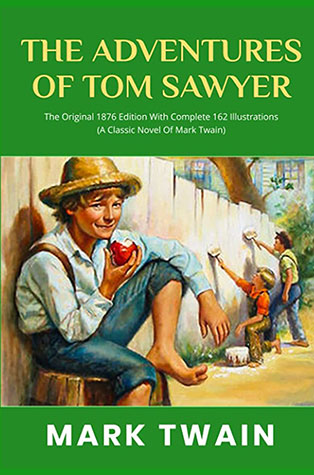 THE ADVENTURES
OF TOM SAWYER
The Original 1876 Edition With Complete 162 Illustrations
(A Classic Novel Of Mark Twain)
MARK TWAIN